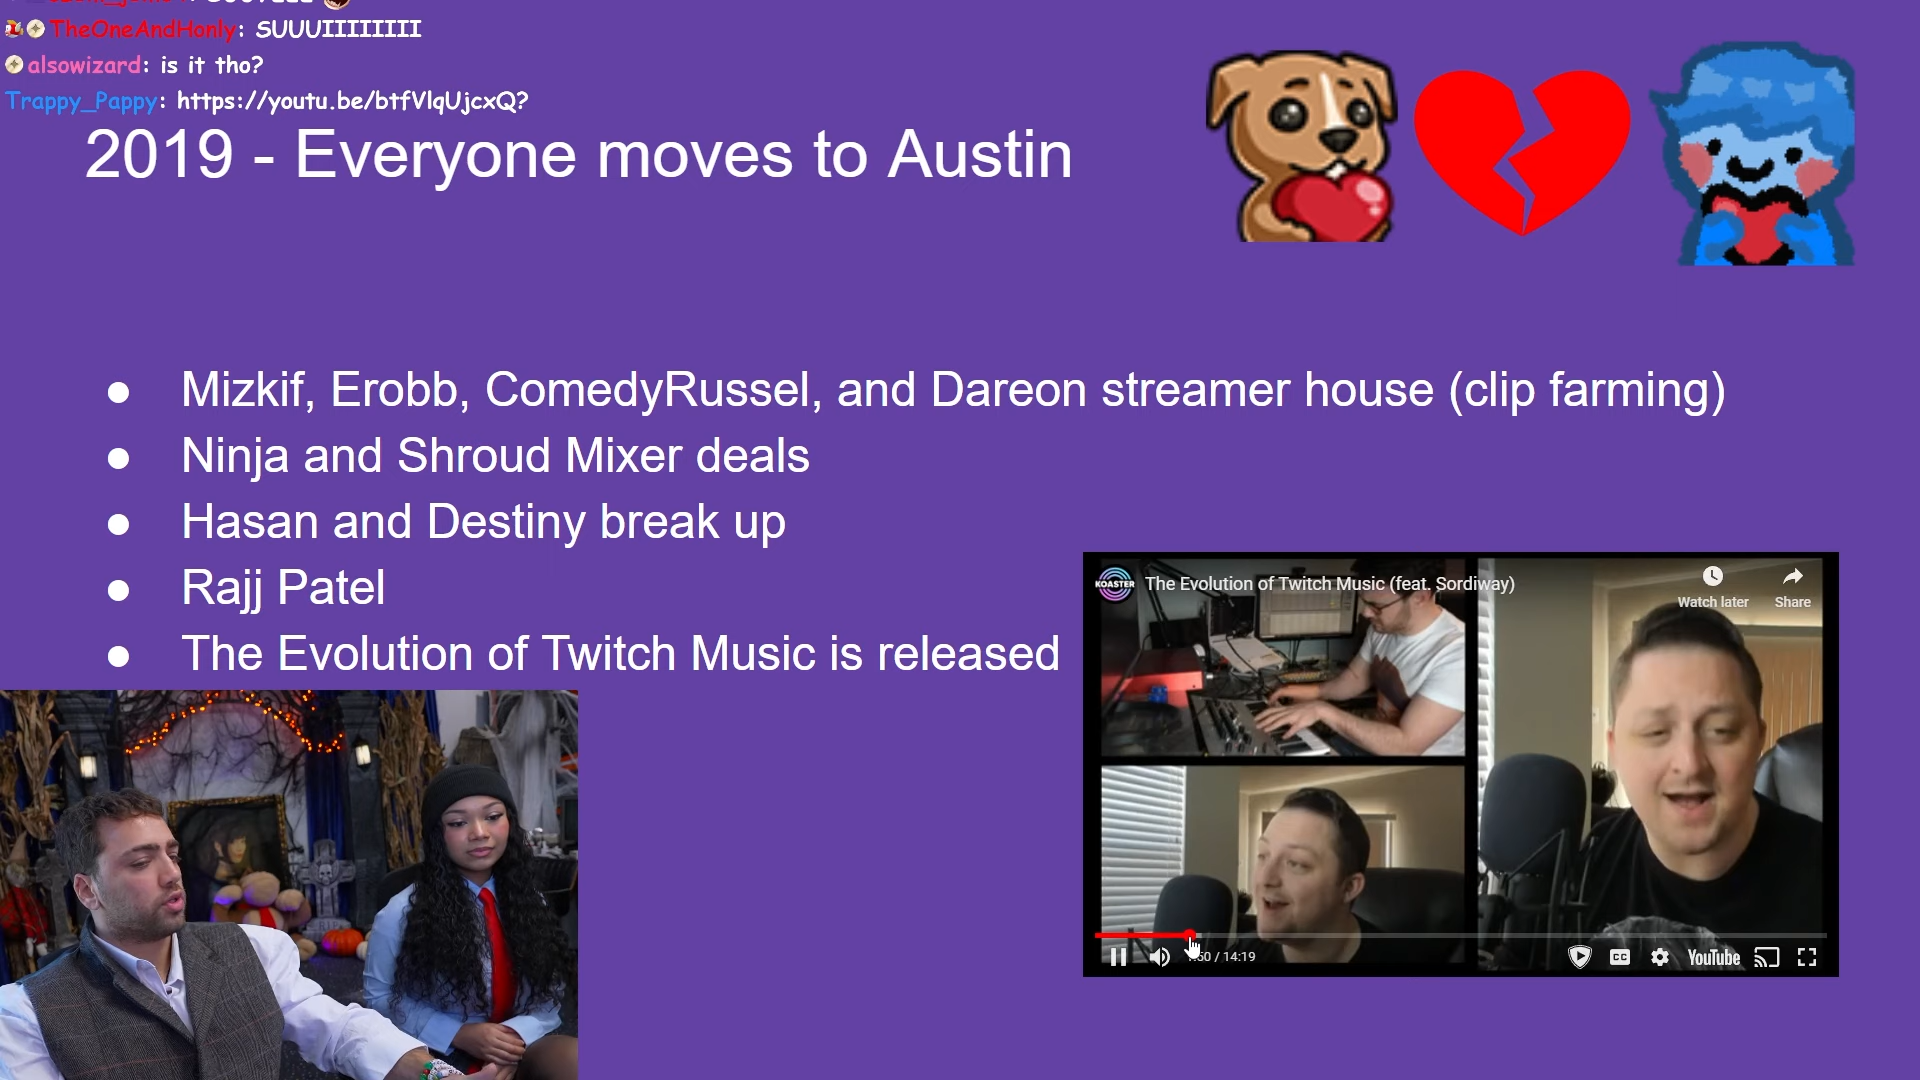 TheOneAndHonly: SUUUIIIIIIII
alsowizard: is it tho?
Trappy_Pappy: https://youtu.be/btfVlqUjcxQ?
2019 - Everyone moves to Austin
● Mizkif, Erobb, ComedyRussel, and Dareon streamer house (clip farming)
● Ninja and Shroud Mixer deals
● Hasan and Destiny break up
● Rajj Patel
● The Evolution of Twitch Music is released
KOASTER
The Evolution of Twitch Music (feat. Sordiway)
Watch later
Share
/ 14:19
CC
YouTube